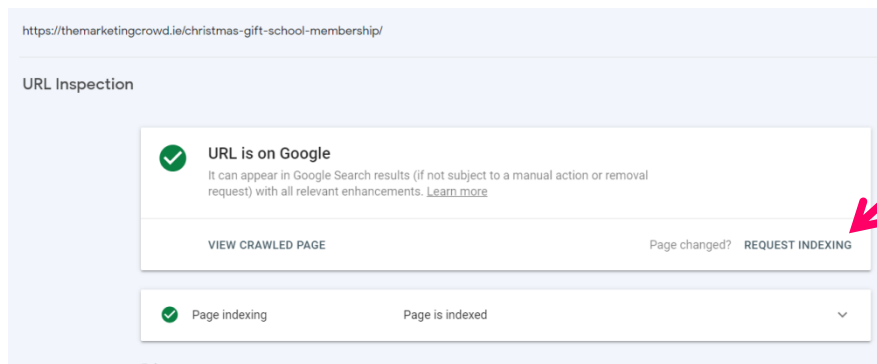 https://themarketingcrowd.ie/christmas-gift-school-membership/
URL Inspection
URL is on Google
It can appear in Google Search results (if not subject to a manual action or removal
request) with all relevant enhancements. Learn more
VIEW CRAWLED PAGE Page changed? REQUEST INDEXING
Page indexing Page is indexed